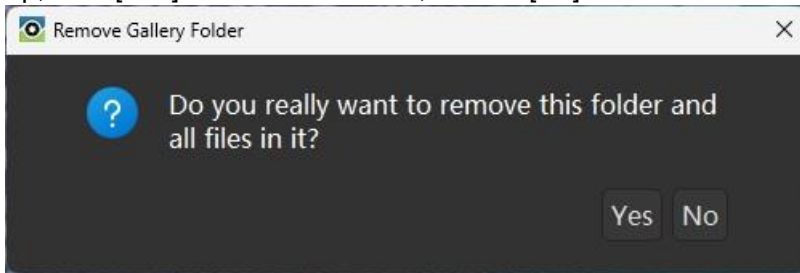 Remove Gallery Folder
Do you really want to remove this folder and
all files in it?
Yes No